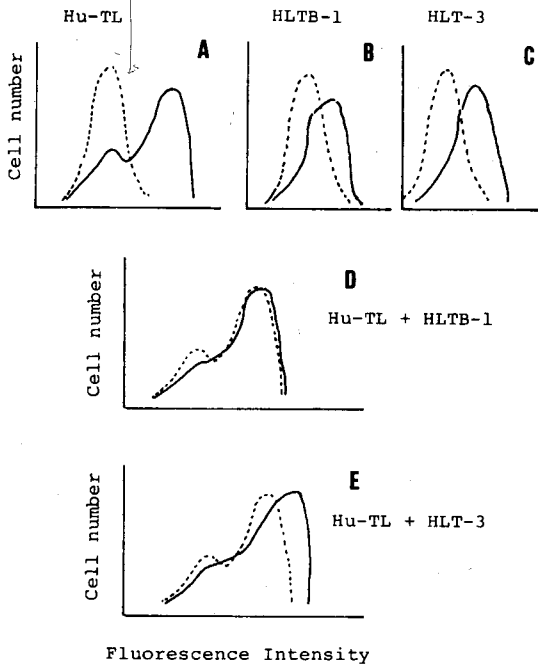 Hu-TL HLTB-1 HLT-3
A B C
Cell number
D
Hu-TL + HLTB-1
Cell number
E
Hu-TL + HLT-3
Cell number
Fluorescence Intensity